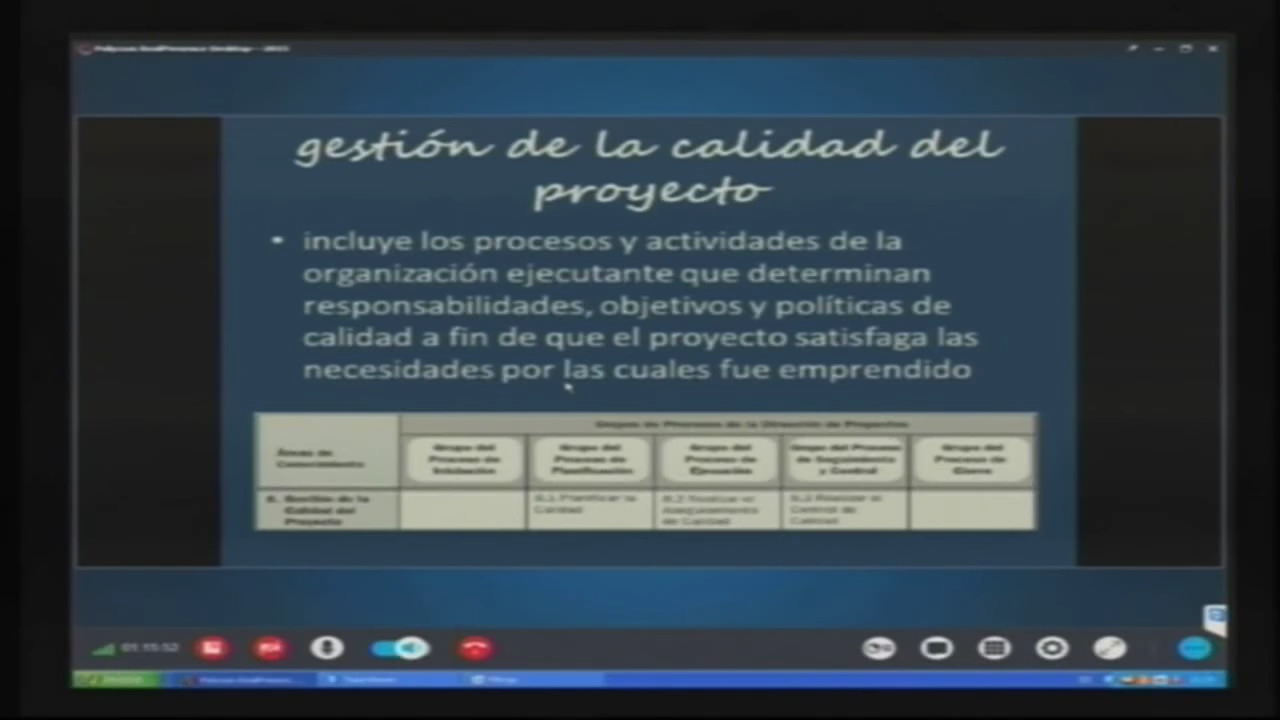 gestión de la calidad del
proyecto
• incluye los procesos y actividades de la
organización ejecutante que determinan
responsabilidades, objetivos y políticas de
calidad a fin de que el proyecto satisfaga las
necesidades por las cuales fue emprendido
Grupos de Procesos de la Dirección de Proyectos
Áreas de
Conocimiento
Grupo del
Proceso de
Iniciación
Grupo del
Proceso de
Planificación
Grupo del
Proceso de
Ejecución
Grupo del Proceso
de Seguimiento
y Control
Grupo del
Proceso de
Cierre
Gestión de la
Calidad del
Proyecto
8.1 Planificar la
Calidad
8.2 Realizar el
Aseguramiento
de Calidad
8.3 Realizar el
Control de
Calidad
01:15:52